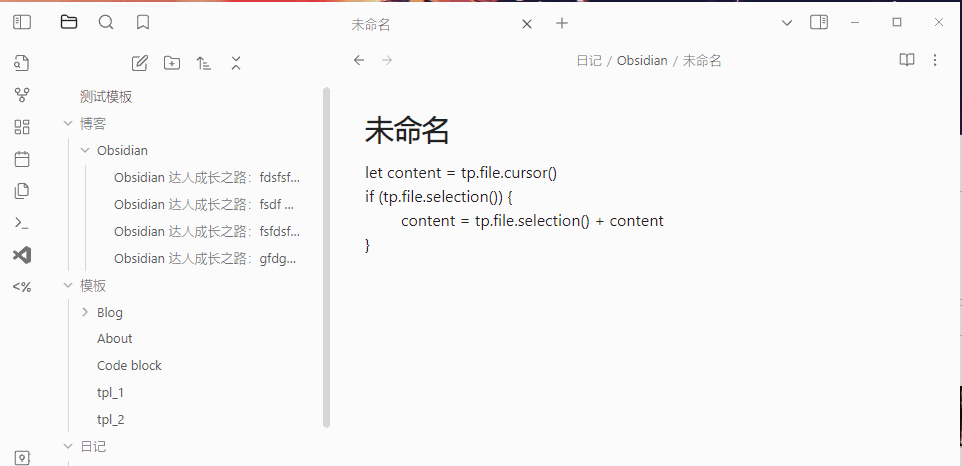 未命名
日记 / Obsidian / 未命名
测试模板
博客
Obsidian
Obsidian 达人成长之路：fdsfsf...
Obsidian 达人成长之路：fsdf ...
Obsidian 达人成长之路：fsfdsf...
Obsidian 达人成长之路：gfdg...
模板
Blog
About
Code block
tpl_1
tpl_2
日记
<%
未命名
let content = tp.file.cursor()
if (tp.file.selection()) {
content = tp.file.selection() + content
}